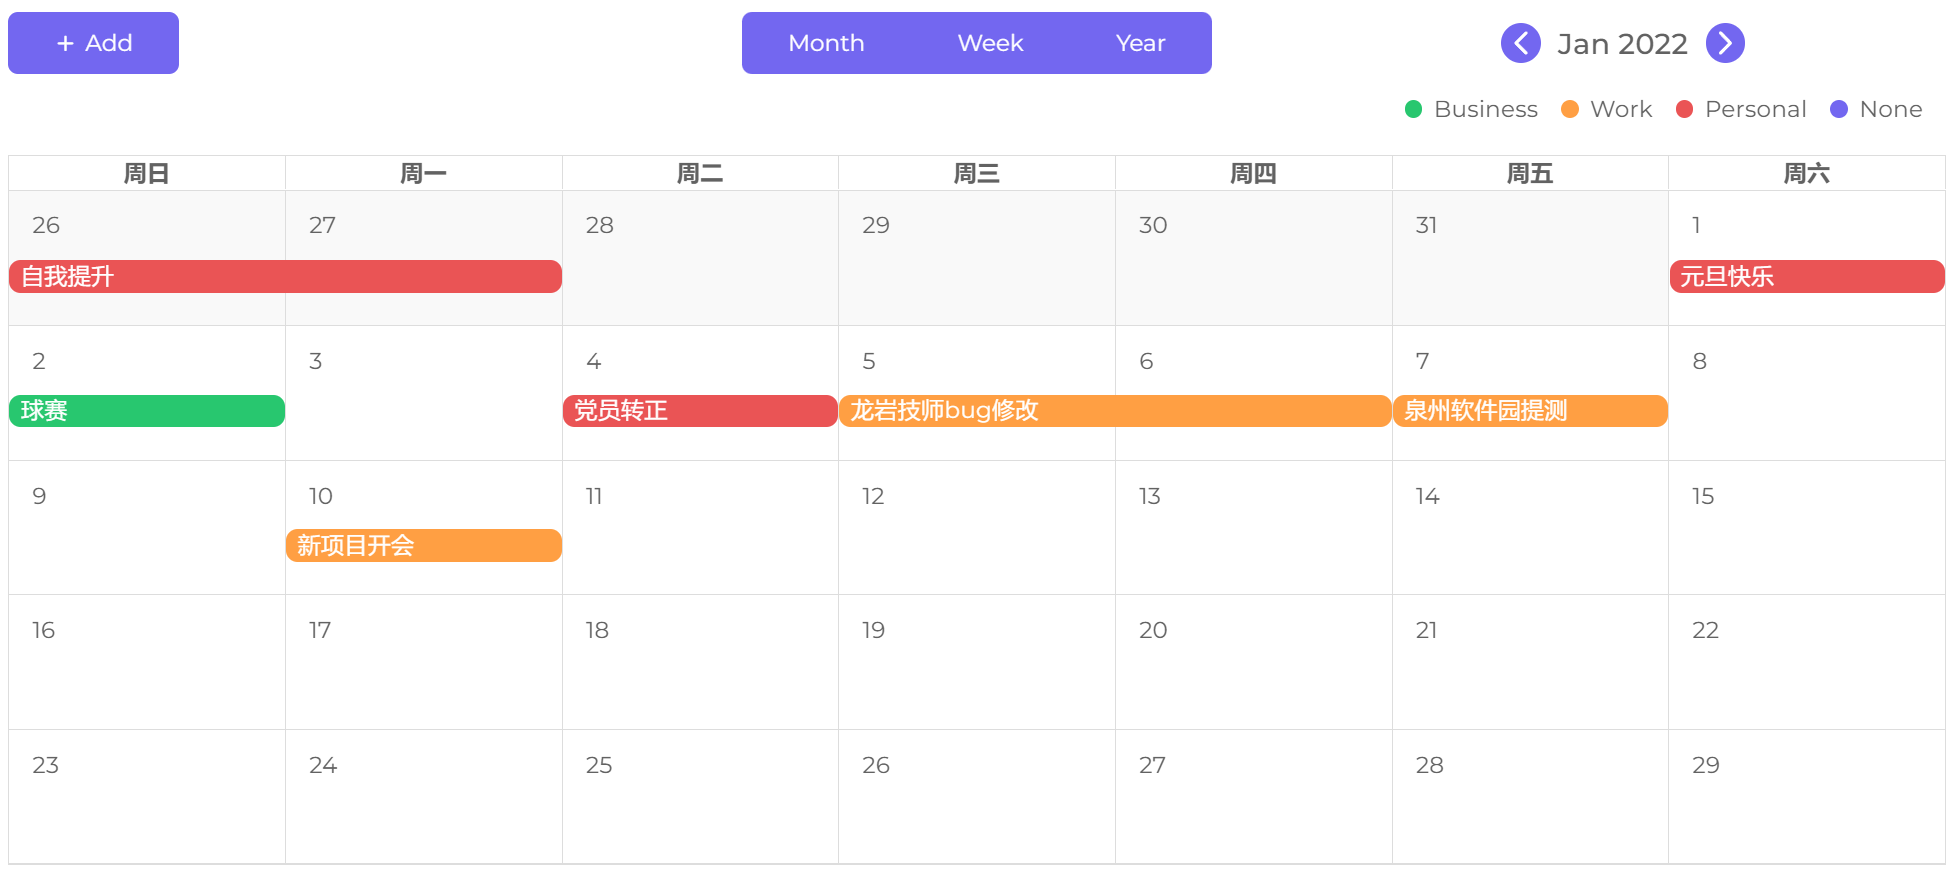 + Add
Month Week Year
Jan 2022
Business Work Personal None
周日 周一 周二 周三 周四 周五 周六
26 27 28 29 30 31 1
自我提升 元旦快乐
2 3 4 5 6 7 8
球赛 党员转正 龙岩技师bug修改 泉州软件园提测
9 10 11 12 13 14 15
新项目开会
16 17 18 19 20 21 22
23 24 25 26 27 28 29